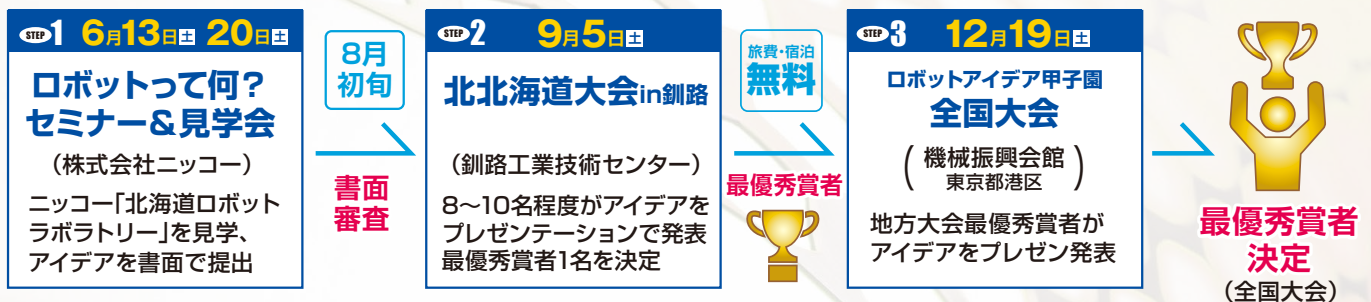 STEP 1 6月13日土 20日土
ロボットって何？
セミナー＆見学会
（株式会社ニッコー）
ニッコー「北海道ロボット
ラボラトリー」を見学、
アイデアを書面で提出
8月
初旬
書面
審査
STEP 2 9月5日土
北北海道大会in釧路
（釧路工業技術センター）
8〜10名程度がアイデアを
プレゼンテーションで発表
最優秀賞者1名を決定
旅費・宿泊
無料
最優秀賞者
STEP 3 12月19日土
ロボットアイデア甲子園
全国大会
（機械振興会館
東京都港区）
地方大会最優秀賞者が
アイデアをプレゼン発表
最優秀賞者
決定
（全国大会）